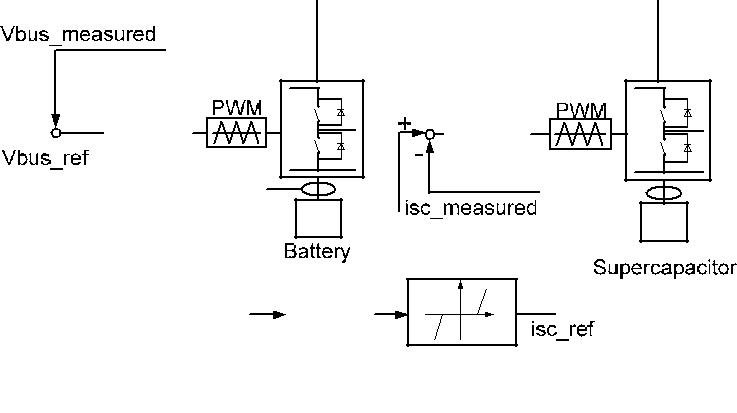 Vbus_measured
PWM
PWM
+
Vbus_ref
-
isc_measured
Battery
Supercapacitor
isc_ref